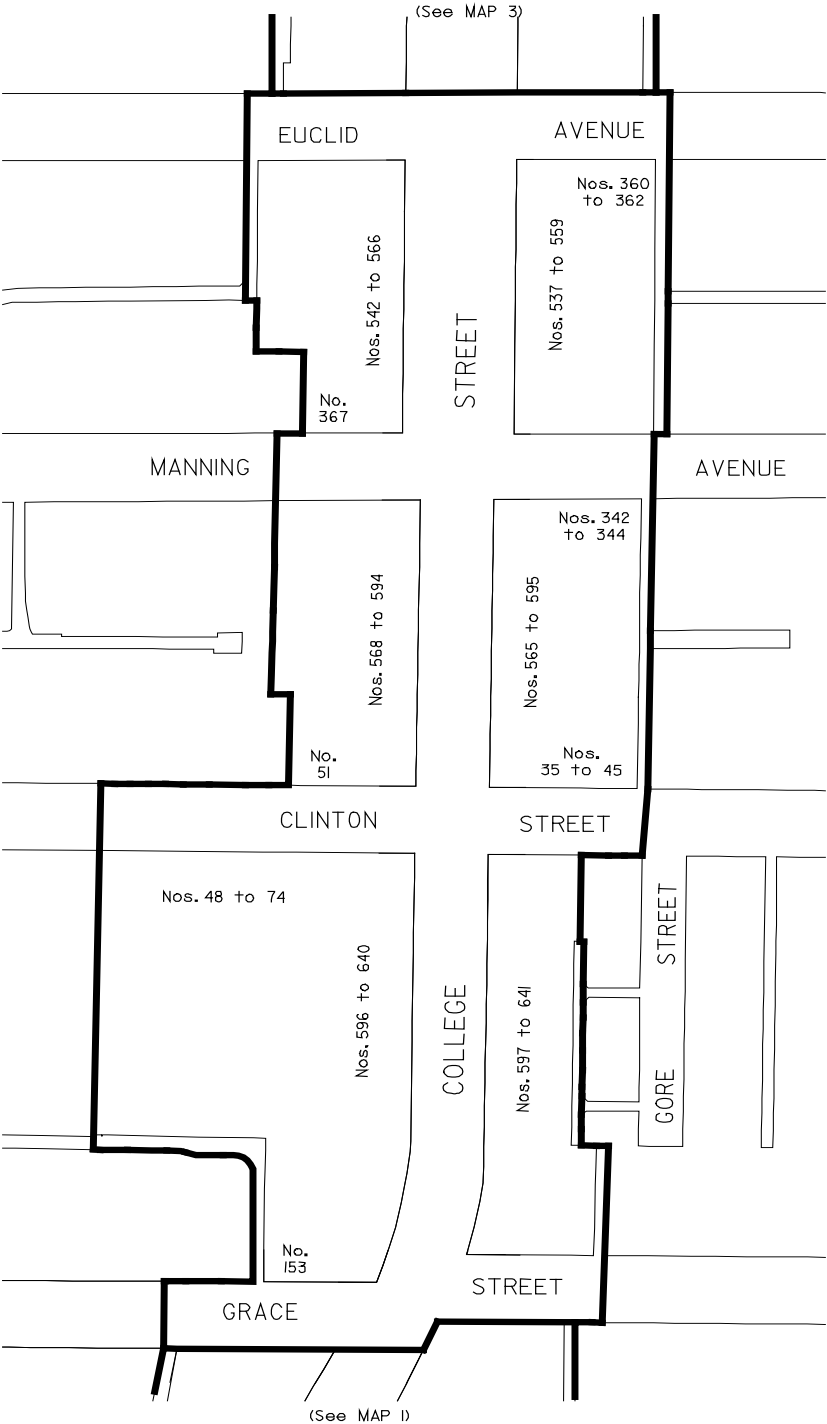 (See MAP 3)
EUCLID AVENUE
Nos. 360
to 362
Nos. 542 to 566
Nos. 537 to 559
STREET
No.
367
MANNING AVENUE
Nos. 342
to 344
Nos. 568 to 594
Nos. 565 to 595
No.
51
Nos.
35 to 45
CLINTON STREET
Nos. 48 to 74
Nos. 596 to 640
COLLEGE
Nos. 597 to 641
GORE STREET
No.
153
GRACE STREET
(See MAP 1)